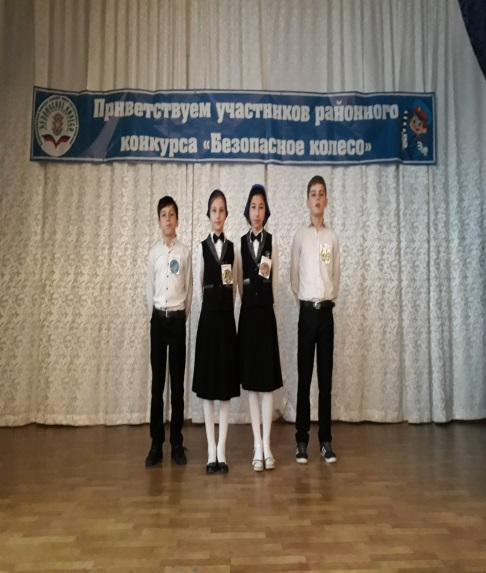 Приветствуем участников районного
конкурса «Безопасное колесо»